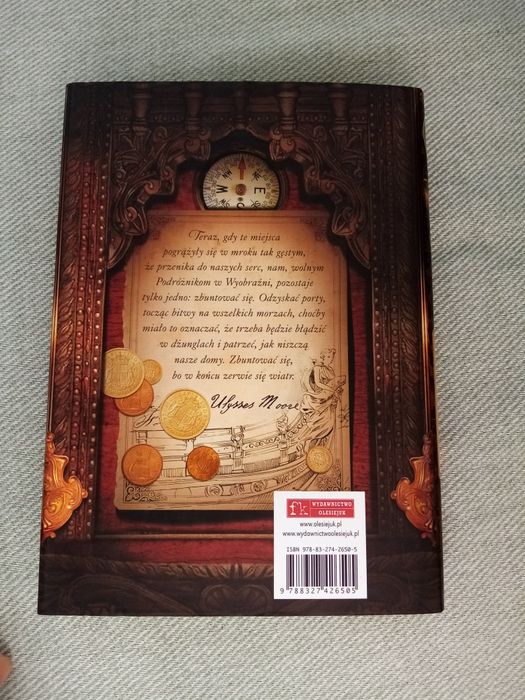 W N E
Teraz, gdy te miejsca
pogrążyły się w mroku tak gęstym,
że przenika do naszych serc, nam, wolnym
Podróżnikom w Wyobraźni, pozostaje
tylko jedno: zbuntować się. Odzyskać porty,
tocząc bitwy na wszelkich morzach, choćby
miało to oznaczać, że trzeba będzie błądzić
w dżunglach i patrzeć, jak niszczą
nasze domy. Zbuntować się,
bo w końcu zerwie się wiatr.
Ulysses Moore
fk WYDAWNICTWO
OLESIEJUK
www.olesiejuk.pl
www.wydawnictwoolesiejuk.pl
ISBN 978-83-274-2650-5
9 788327 426505